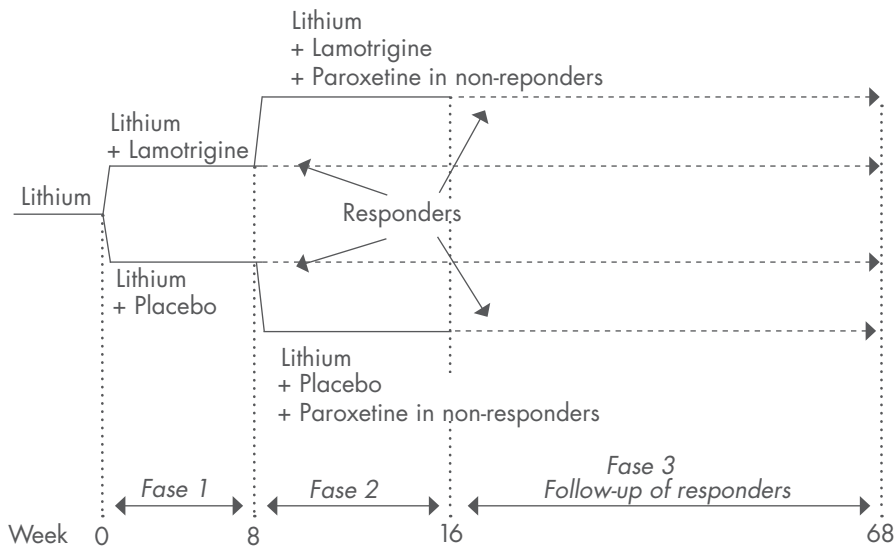 Lithium
+ Lamotrigine
+ Paroxetine in non-reponders
Lithium
+ Lamotrigine
Lithium
Responders
Lithium
+ Placebo
Lithium
+ Placebo
+ Paroxetine in non-responders
Fase 1
Fase 2
Fase 3
Follow-up of responders
Week 0 8 16 68